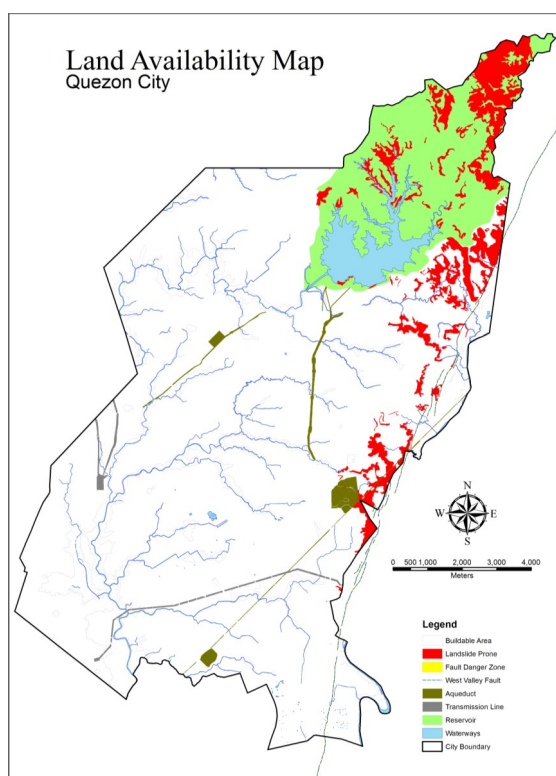 Land Availability Map
Quezon City
N
W E
S
0 500 1,000 2,000 3,000 4,000
Meters
Legend
Buildable Area
Landslide Prone
Fault Danger Zone
West Valley Fault
Aqueduct
Transmission Line
Reservoir
Waterways
City Boundary